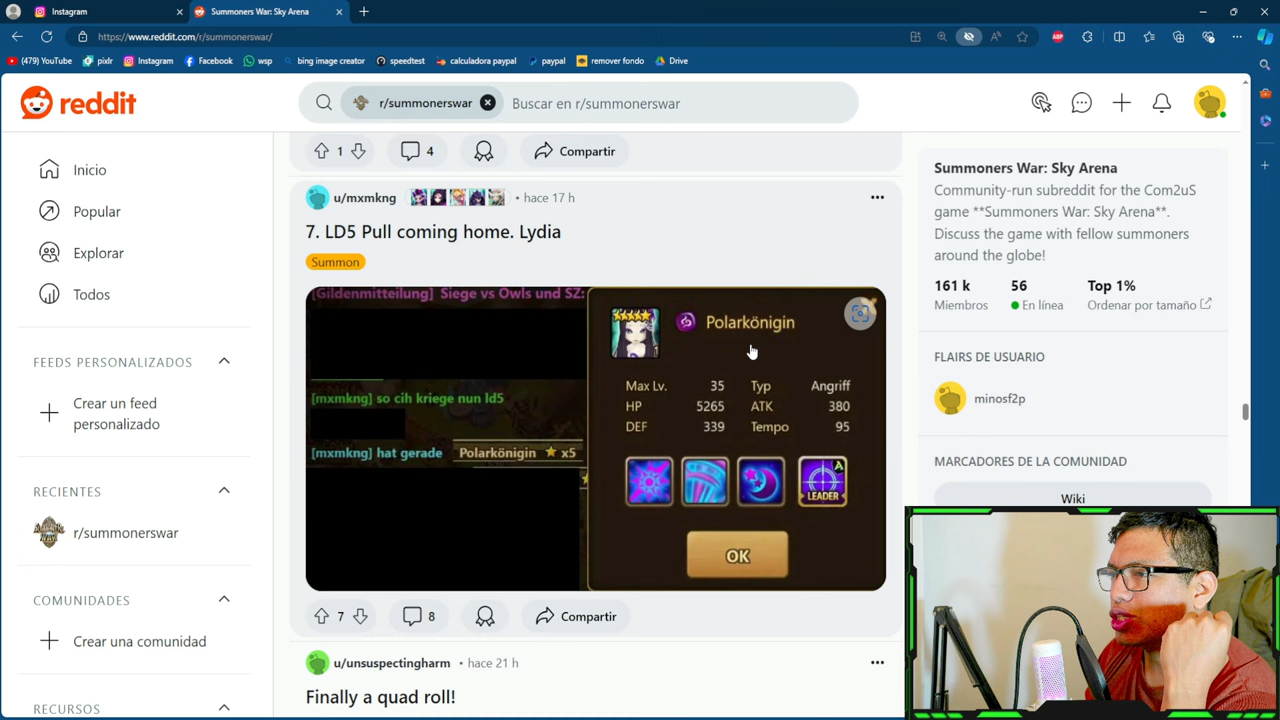 Instagram
Summoners War: Sky Arena
https://www.reddit.com/r/summonerswar/
ABP
(479) YouTube
pixlr
Instagram
Facebook
wsp
bing image creator
speedtest
calculadora paypal
paypal
remover fondo
Drive
reddit
r/summonerswar
Buscar en r/summonerswar
Inicio
Popular
Explorar
Todos
FEEDS PERSONALIZADOS
Crear un feed
personalizado
RECIENTES
r/summonerswar
COMUNIDADES
Crear una comunidad
RECURSOS
1
4
Compartir
u/mxmkng
• hace 17 h
7. LD5 Pull coming home. Lydia
Summon
[Gildenmitteilung] Siege vs Owls und SZ:
[mxmkng] so cih kriege nun ld5
[mxmkng] hat gerade Polarkönigin ★ x5
Polarkönigin
Max Lv. 35 Typ Angriff
HP 5265 ATK 380
DEF 339 Tempo 95
A
LEADER
OK
7
8
Compartir
u/unsuspectingharm • hace 21 h
Finally a quad roll!
Summoners War: Sky Arena
Community-run subreddit for the Com2uS
game **Summoners War: Sky Arena**.
Discuss the game with fellow summoners
around the globe!
161 k 56 Top 1%
Miembros En línea Ordenar por tamaño
FLAIRS DE USUARIO
minosf2p
MARCADORES DE LA COMUNIDAD
Wiki